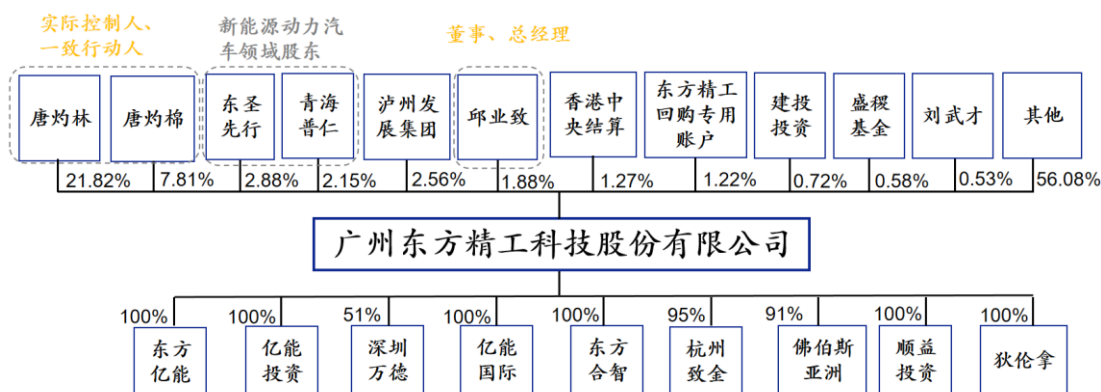 实际控制人、
一致行动人
新能源动力汽
车领域股东
董事、总经理
唐灼林
唐灼棉
东圣
先行
青海
普仁
泸州发
展集团
邱业致
香港中
央结算
东方精工
回购专用
账户
建投
投资
盛稷
基金
刘武才
其他
21.82%
7.81%
2.88%
2.15%
2.56%
1.88%
1.27%
1.22%
0.72%
0.58%
0.53%
56.08%
广州东方精工科技股份有限公司
100%
100%
51%
100%
100%
95%
91%
100%
100%
东方
亿能
亿能
投资
深圳
万德
亿能
国际
东方
合智
杭州
致金
佛伯斯
亚洲
顺益
投资
狄伦拿